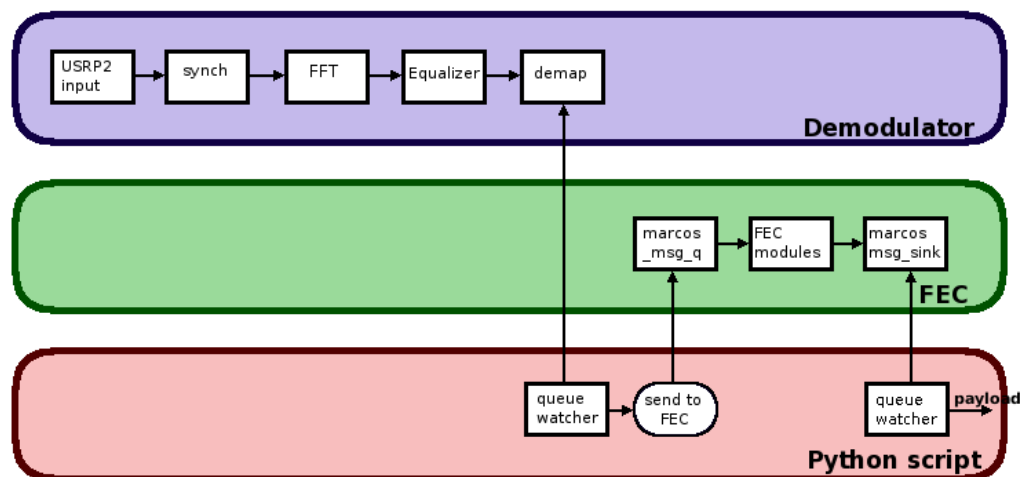 USRP2
input
synch
FFT
Equalizer
demap
Demodulator
marcos
_msg_q
FEC
modules
marcos
msg_sink
FEC
queue
watcher
send to
FEC
queue
watcher
payload
Python script